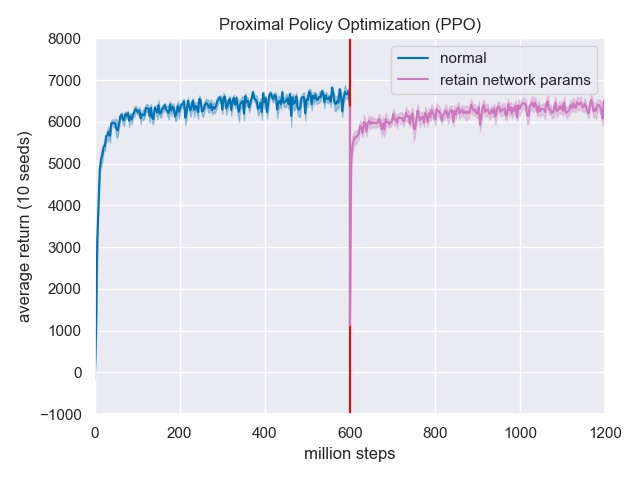 Proximal Policy Optimization (PPO)
normal
retain network params
average return (10 seeds)
8000
7000
6000
5000
4000
3000
2000
1000
0
−1000
0 200 400 600 800 1000 1200
million steps